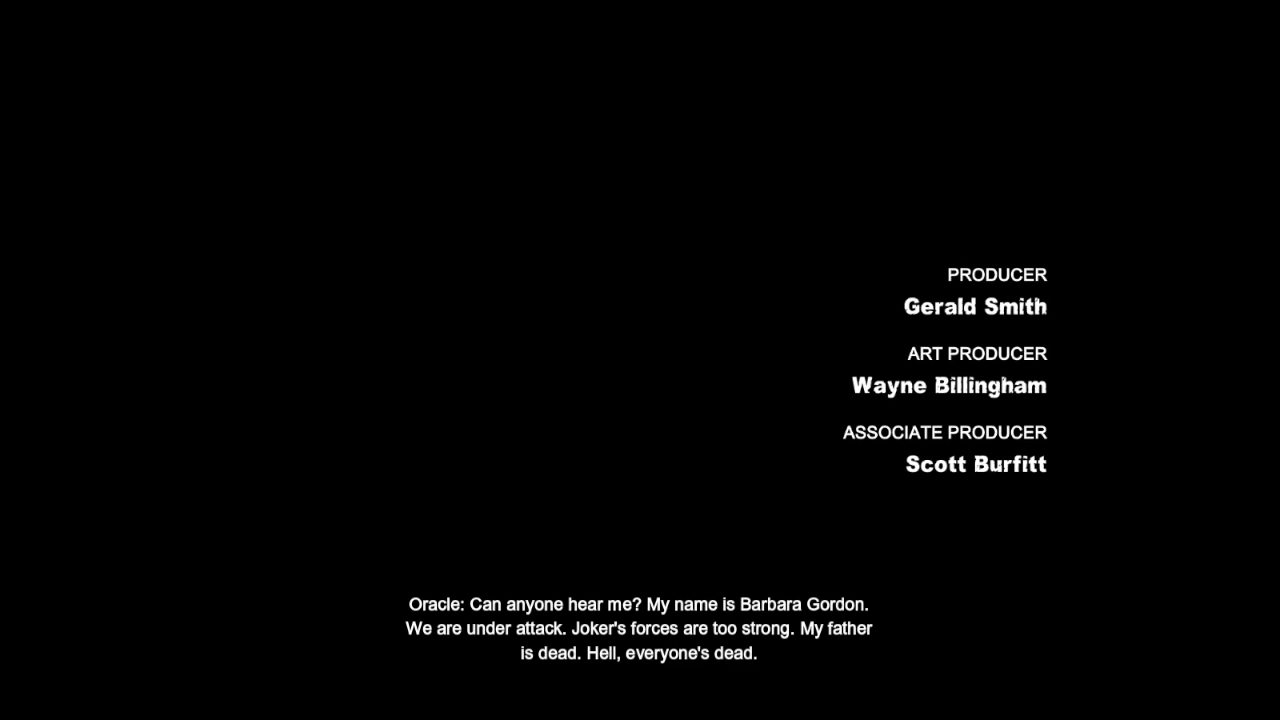 PRODUCER
Gerald Smith
ART PRODUCER
Wayne Billingham
ASSOCIATE PRODUCER
Scott Burfitt
Oracle: Can anyone hear me? My name is Barbara Gordon.
We are under attack. Joker's forces are too strong. My father
is dead. Hell, everyone's dead.